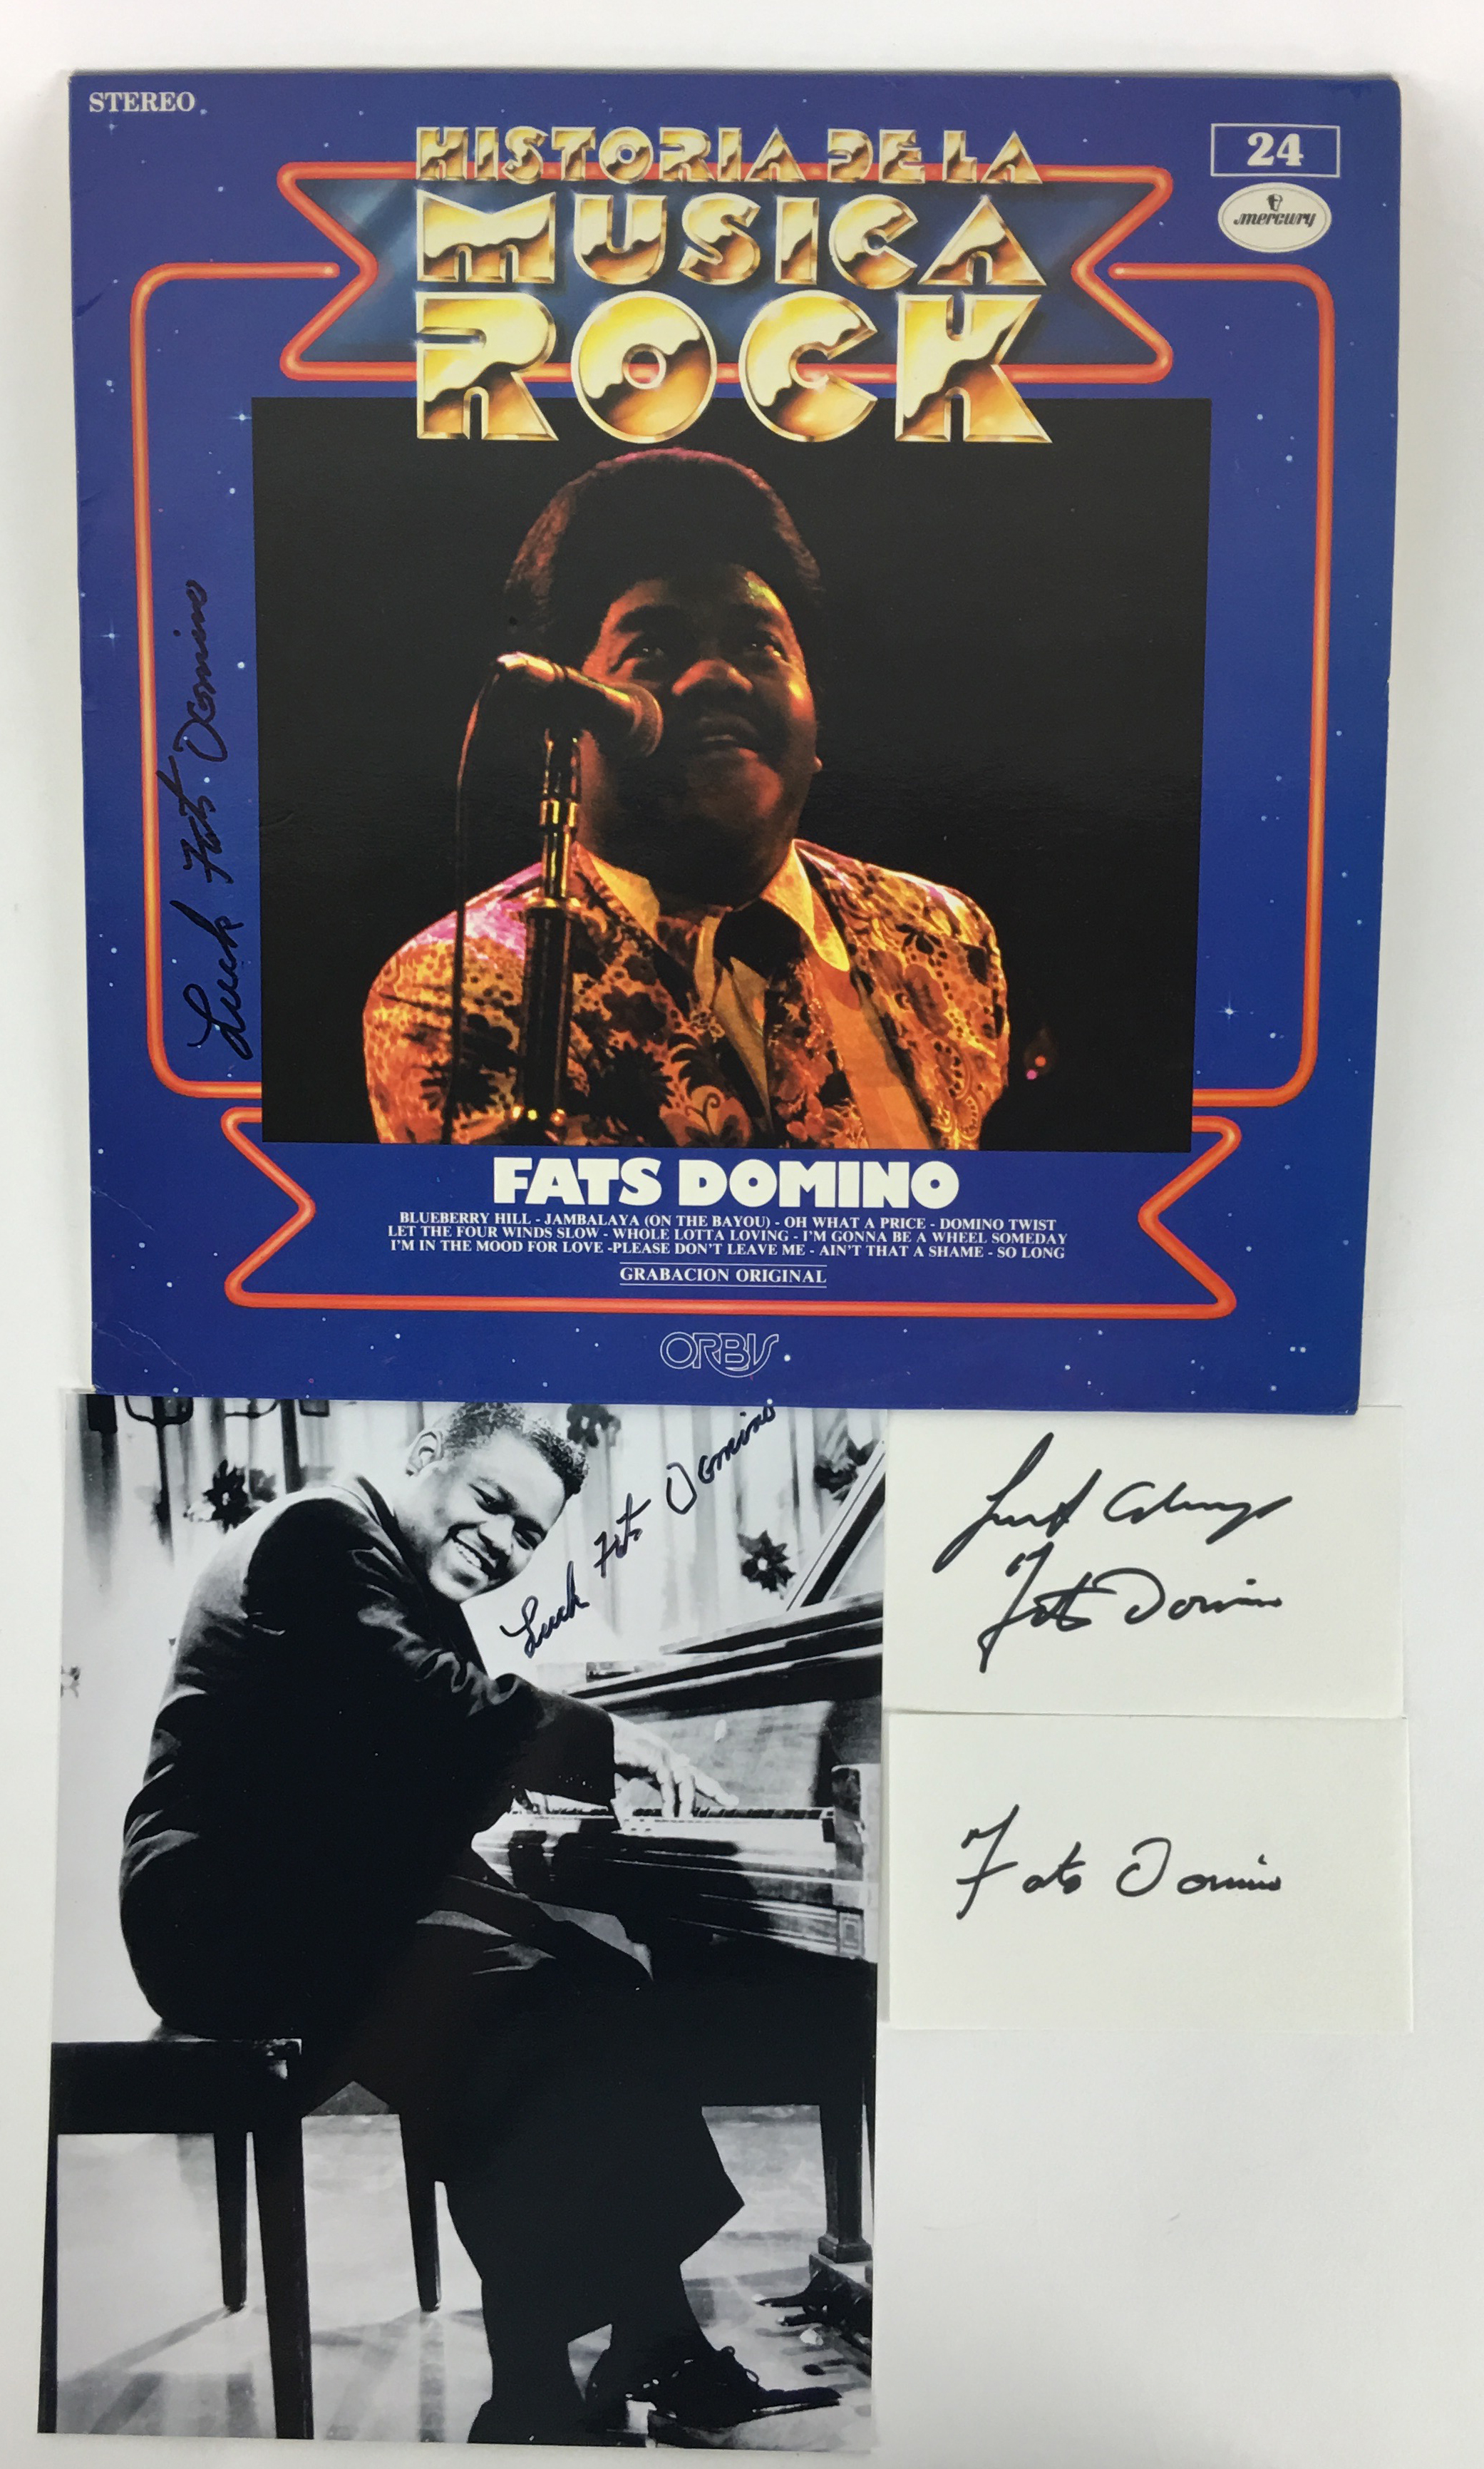 STEREO
HISTORIA DE LA
MUSICA
ROCK
24
mercury
Luck Fats Domino
FATS DOMINO
BLUEBERRY HILL - JAMBALAYA (ON THE BAYOU) - OH WHAT A PRICE - DOMINO TWIST
LET THE FOUR WINDS SLOW - WHOLE LOTTA LOVING - I'M GONNA BE A WHEEL SOMEDAY
I'M IN THE MOOD FOR LOVE -PLEASE DON'T LEAVE ME - AIN'T THAT A SHAME - SO LONG
GRABACION ORIGINAL
ORBIS
Luck Fats Domino
Always
Fats Domino
Fats Domino